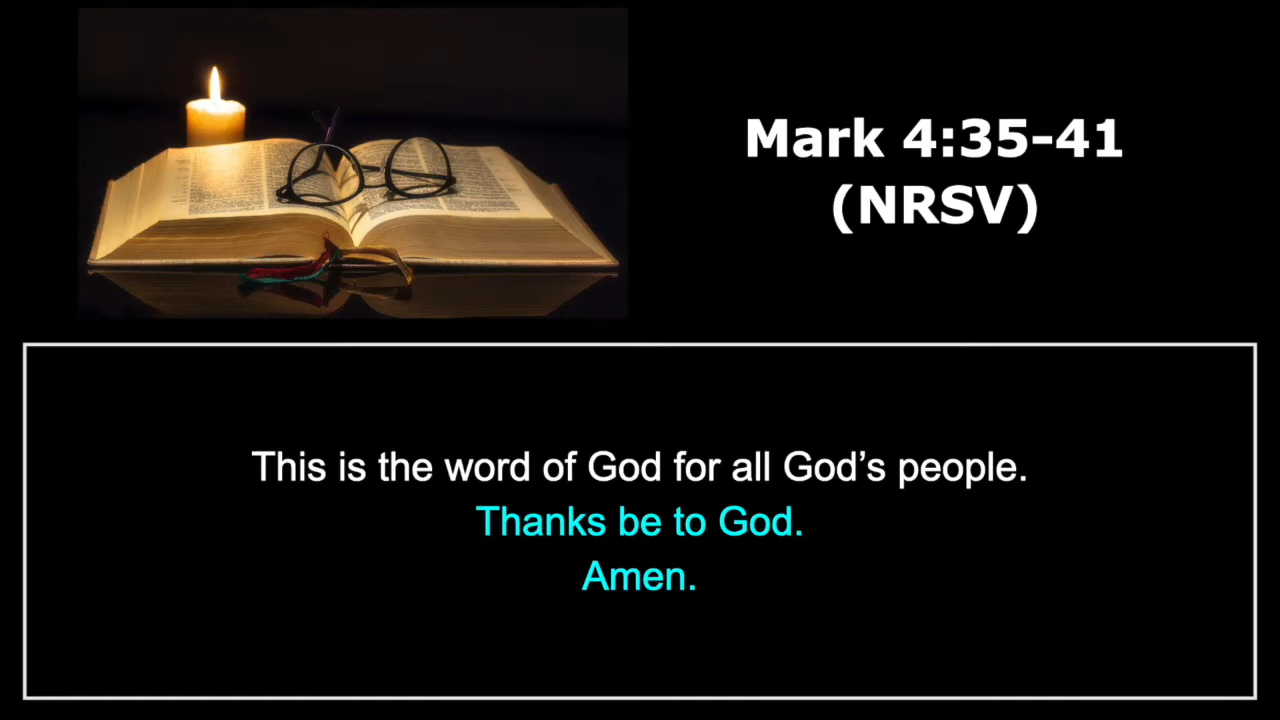 Mark 4:35-41
(NRSV)
This is the word of God for all God’s people.
Thanks be to God.
Amen.